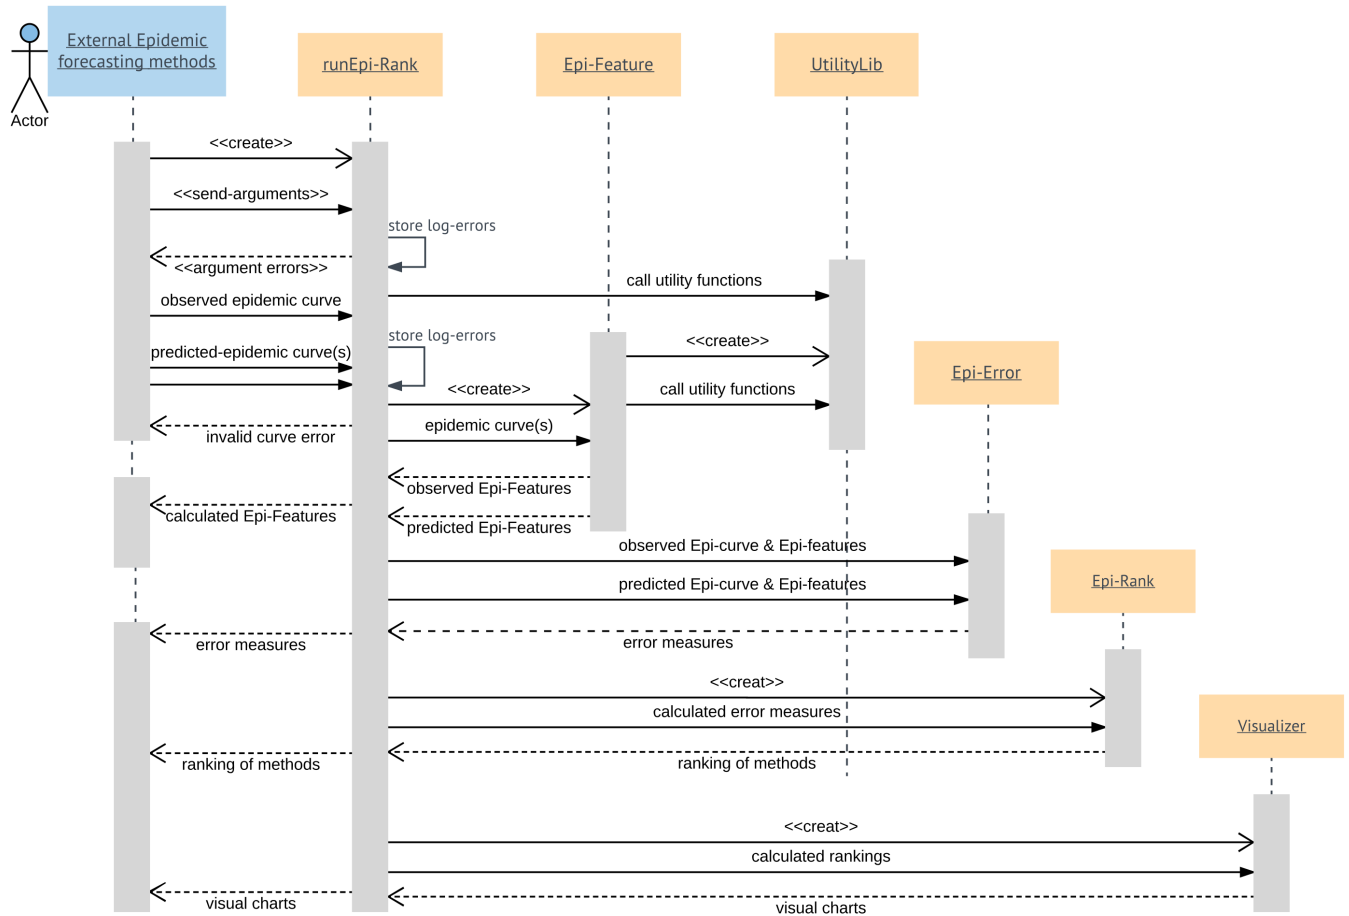 External Epidemic
forecasting methods
runEpi-Rank
Epi-Feature
UtilityLib
Actor
<<create>>
<<send-arguments>>
store log-errors
<<argument errors>>
call utility functions
observed epidemic curve
store log-errors
<<create>>
predicted-epidemic curve(s)
Epi-Error
<<create>>
call utility functions
epidemic curve(s)
invalid curve error
observed Epi-Features
calculated Epi-Features
predicted Epi-Features
observed Epi-curve & Epi-features
Epi-Rank
predicted Epi-curve & Epi-features
error measures
error measures
<<creat>>
calculated error measures
Visualizer
ranking of methods
ranking of methods
<<creat>>
calculated rankings
visual charts
visual charts